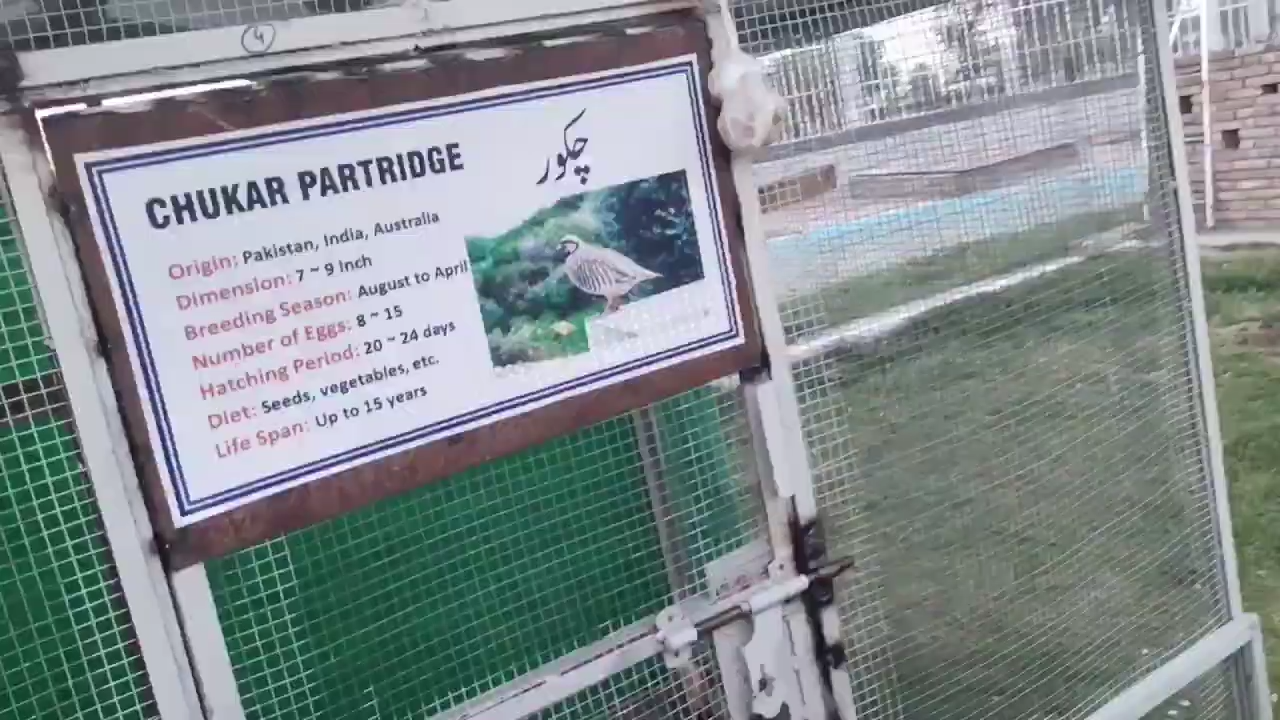 4
CHUKAR PARTRIDGE
چکور
Origin: Pakistan, India, Australia
Dimension: 7 ~ 9 Inch
Breeding Season: August to April
Number of Eggs: 8 ~ 15
Hatching Period: 20 ~ 24 days
Diet: Seeds, vegetables, etc.
Life Span: Up to 15 years